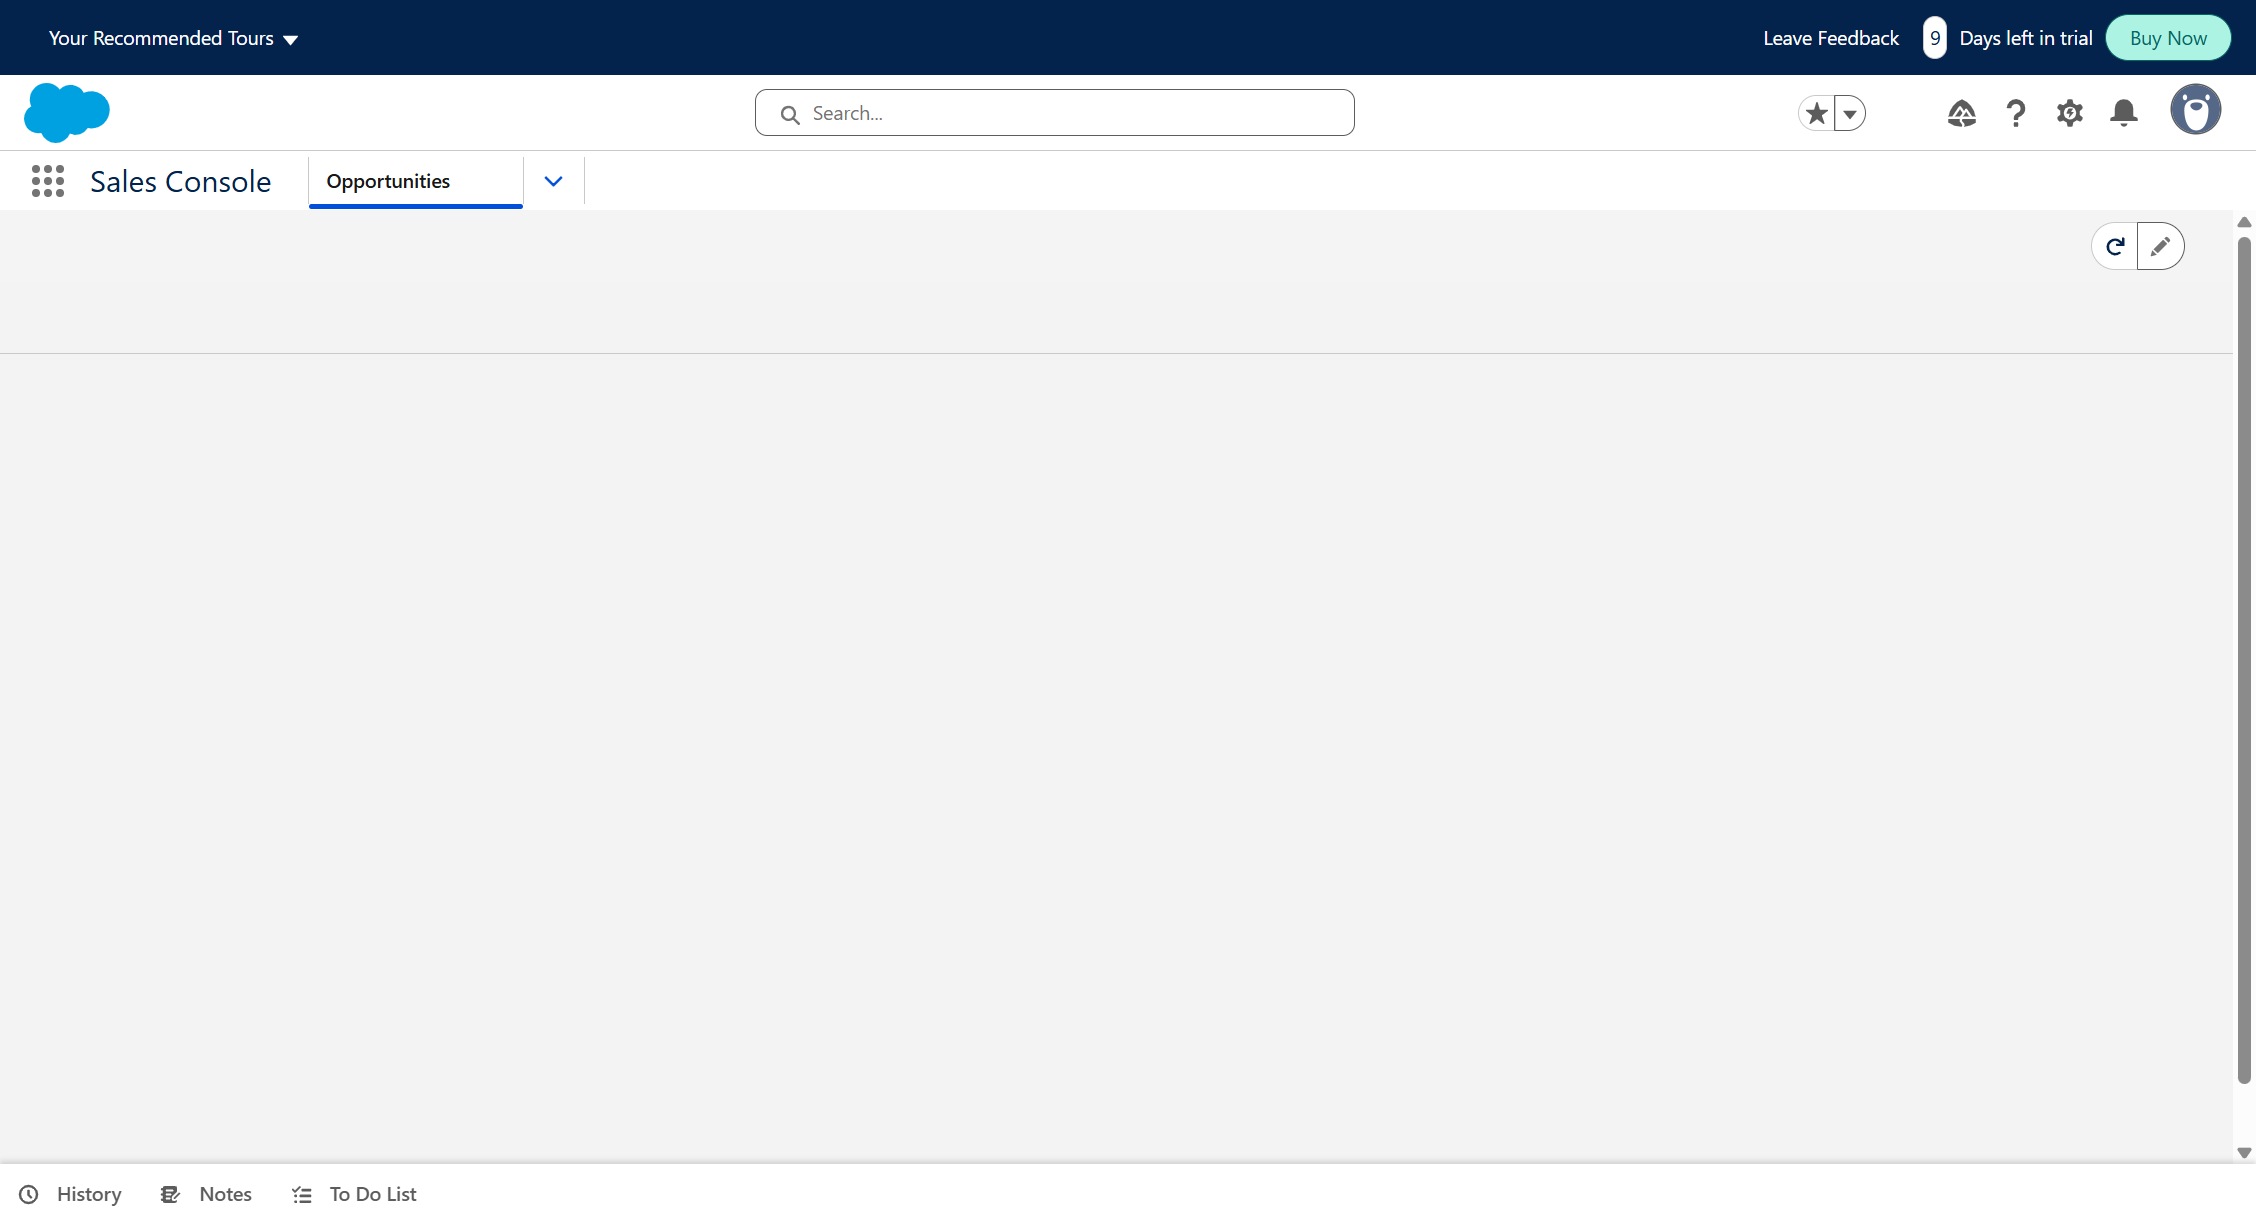 Your Recommended Tours
Leave Feedback 9 Days left in trial Buy Now
Search...
Sales Console Opportunities
History Notes To Do List